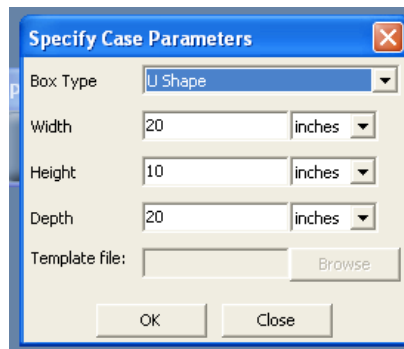 Specify Case Parameters
Box Type U Shape
Width 20 inches
Height 10 inches
Depth 20 inches
Template file: Browse
OK Close